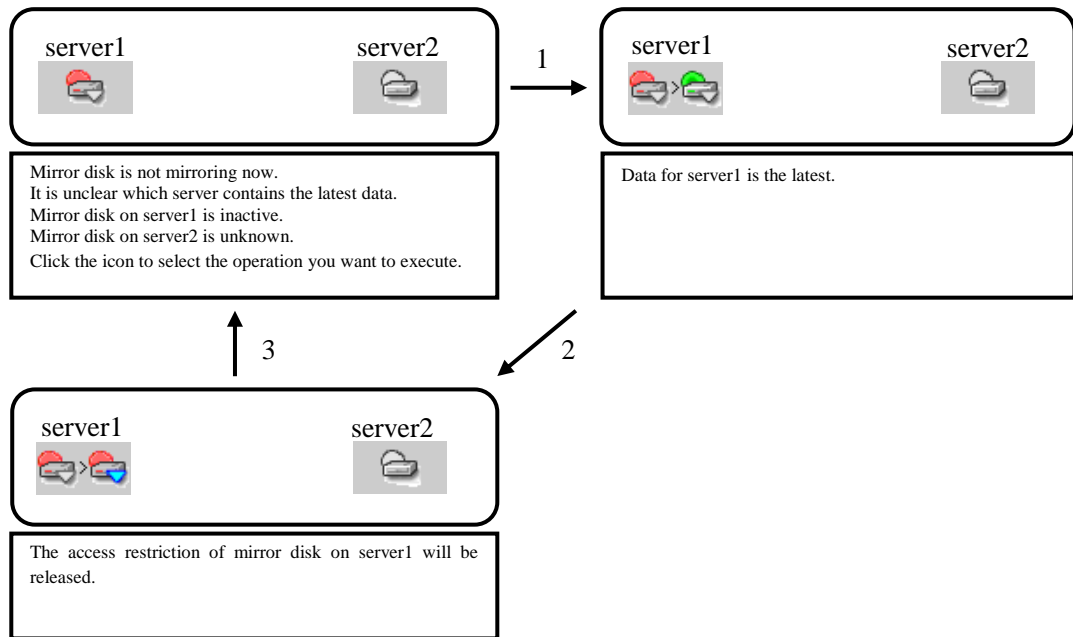 server1
server2
1
server1
server2
>
Mirror disk is not mirroring now.
It is unclear which server contains the latest data.
Mirror disk on server1 is inactive.
Mirror disk on server2 is unknown.
Click the icon to select the operation you want to execute.
Data for server1 is the latest.
3
2
server1
server2
>
The access restriction of mirror disk on server1 will be
released.